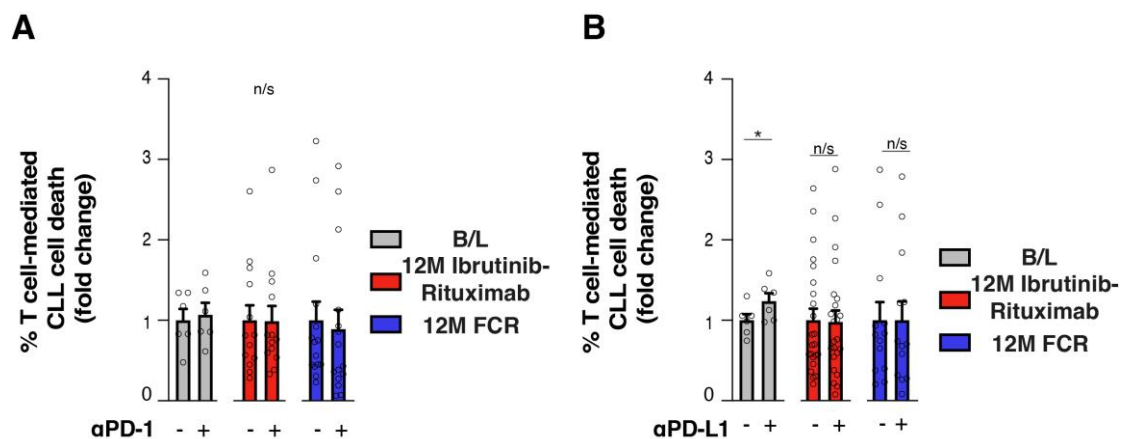 A
% T cell-mediated
CLL cell death
(fold change)
4
3
2
1
0
n/s
αPD-1 - + - + - +
B/L
12M Ibrutinib-
Rituximab
12M FCR
B
% T cell-mediated
CLL cell death
(fold change)
4
3
2
1
0
*
n/s
n/s
αPD-L1 - + - + - +
B/L
12M Ibrutinib-
Rituximab
12M FCR